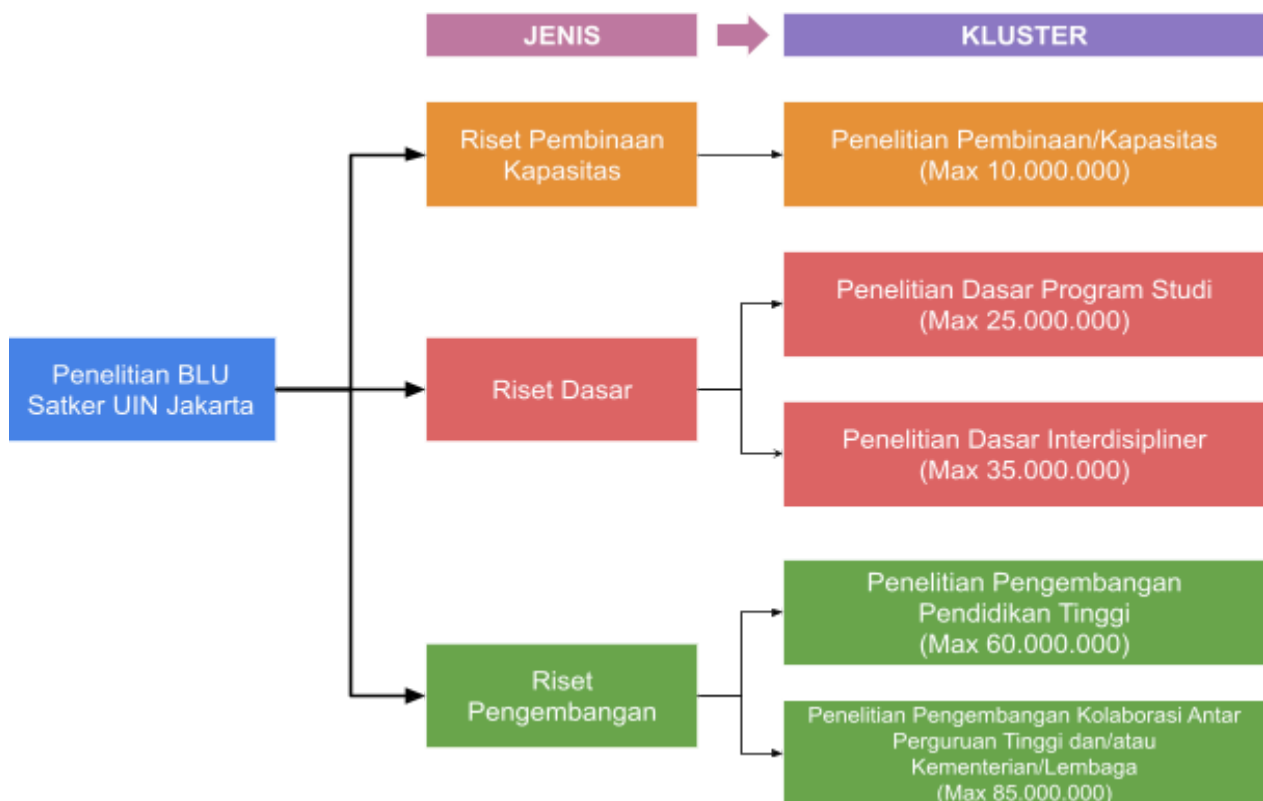 JENIS
KLUSTER
Riset Pembinaan
Kapasitas
Penelitian Pembinaan/Kapasitas
(Max 10.000.000)
Penelitian BLU
Satker UIN Jakarta
Riset Dasar
Penelitian Dasar Program Studi
(Max 25.000.000)
Penelitian Dasar Interdisipliner
(Max 35.000.000)
Riset
Pengembangan
Penelitian Pengembangan
Pendidikan Tinggi
(Max 60.000.000)
Penelitian Pengembangan Kolaborasi Antar
Perguruan Tinggi dan/atau
Kementerian/Lembaga
(Max 85.000.000)